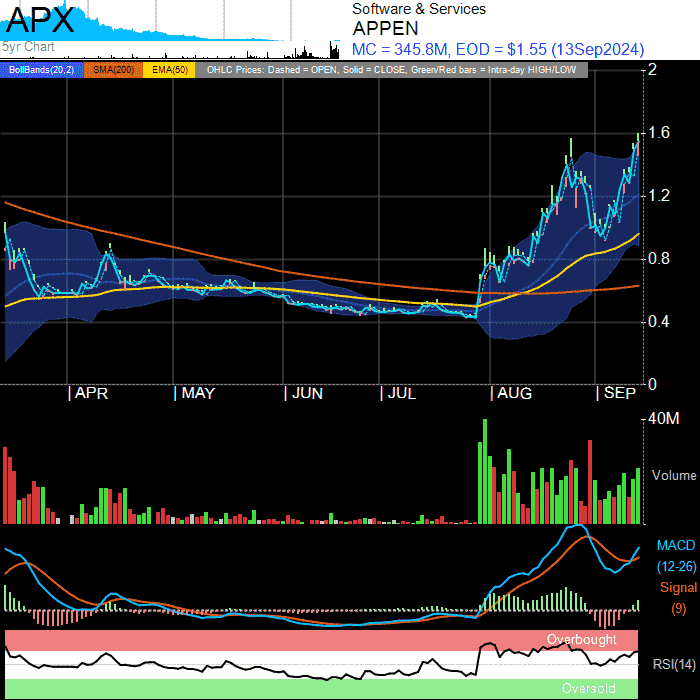 APX
5yr Chart
Software & Services
APPEN
MC = 345.8M, EOD = $1.55 (13Sep2024)
BollBands(20,2) SMA(200) EMA(50) OHLC Prices: Dashed = OPEN, Solid = CLOSE, Green/Red bars = Intra-day HIGH/LOW
2
1.6
1.2
0.8
0.4
0
| APR | MAY | JUN | JUL | AUG | SEP
40M
Volume
MACD
(12-26)
Signal
(9)
Overbought
RSI(14)
Oversold